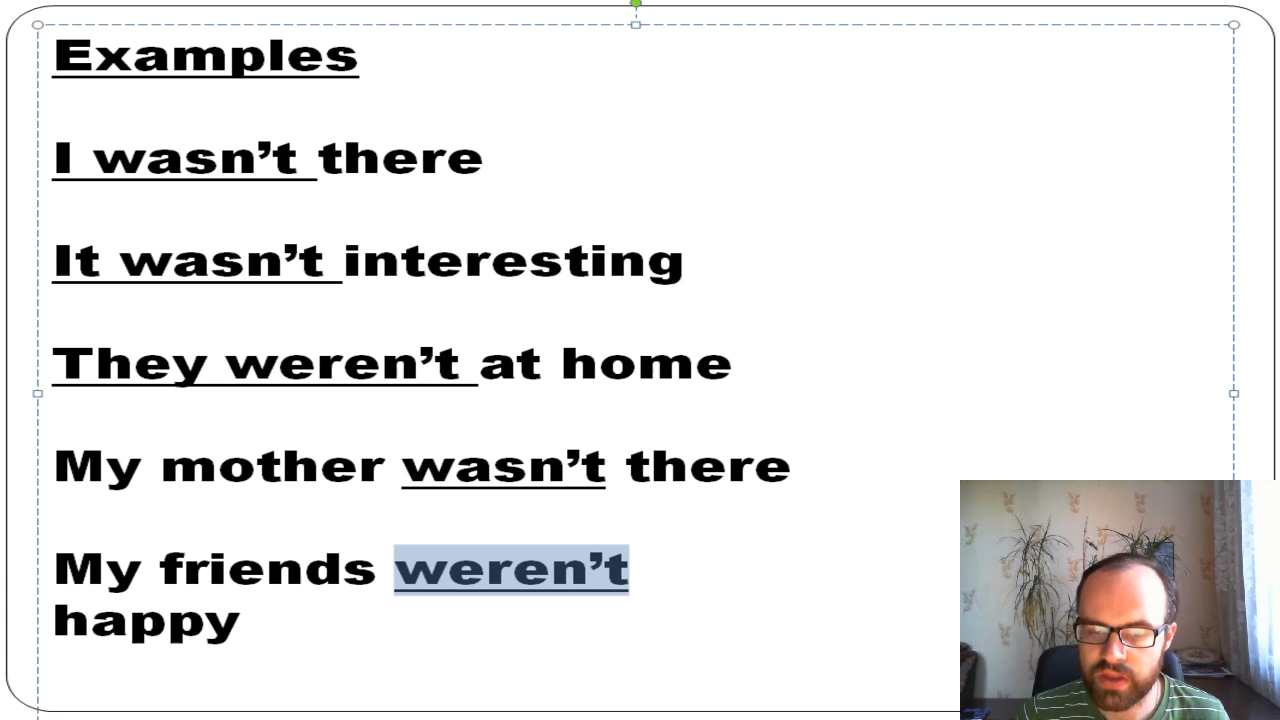 Examples
I wasn’t there
It wasn’t interesting
They weren’t at home
My mother wasn’t there
My friends weren’t
happy